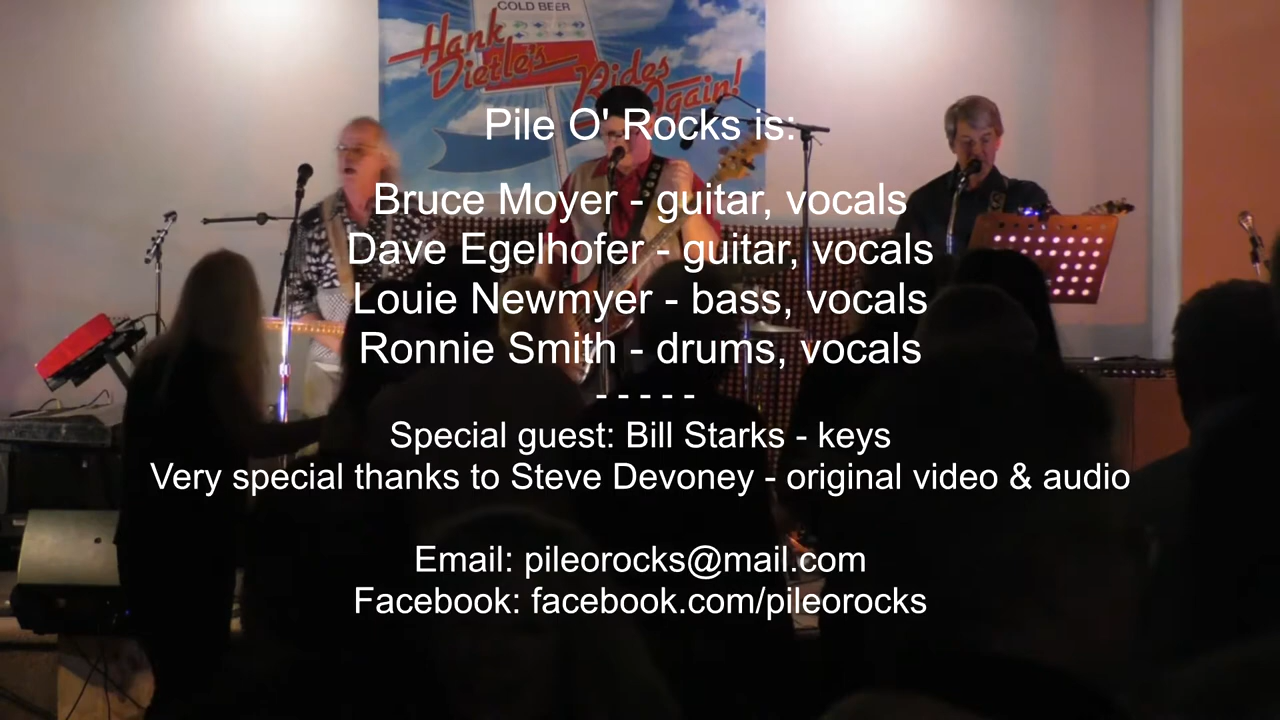 COLD BEER
Hank
Dietle's
Rides
Again!
Pile O' Rocks is:
Bruce Moyer - guitar, vocals
Dave Egelhofer - guitar, vocals
Louie Newmyer - bass, vocals
Ronnie Smith - drums, vocals
- - - - -
Special guest: Bill Starks - keys
Very special thanks to Steve Devoney - original video & audio
Email: pileorocks@mail.com
Facebook: facebook.com/pileorocks